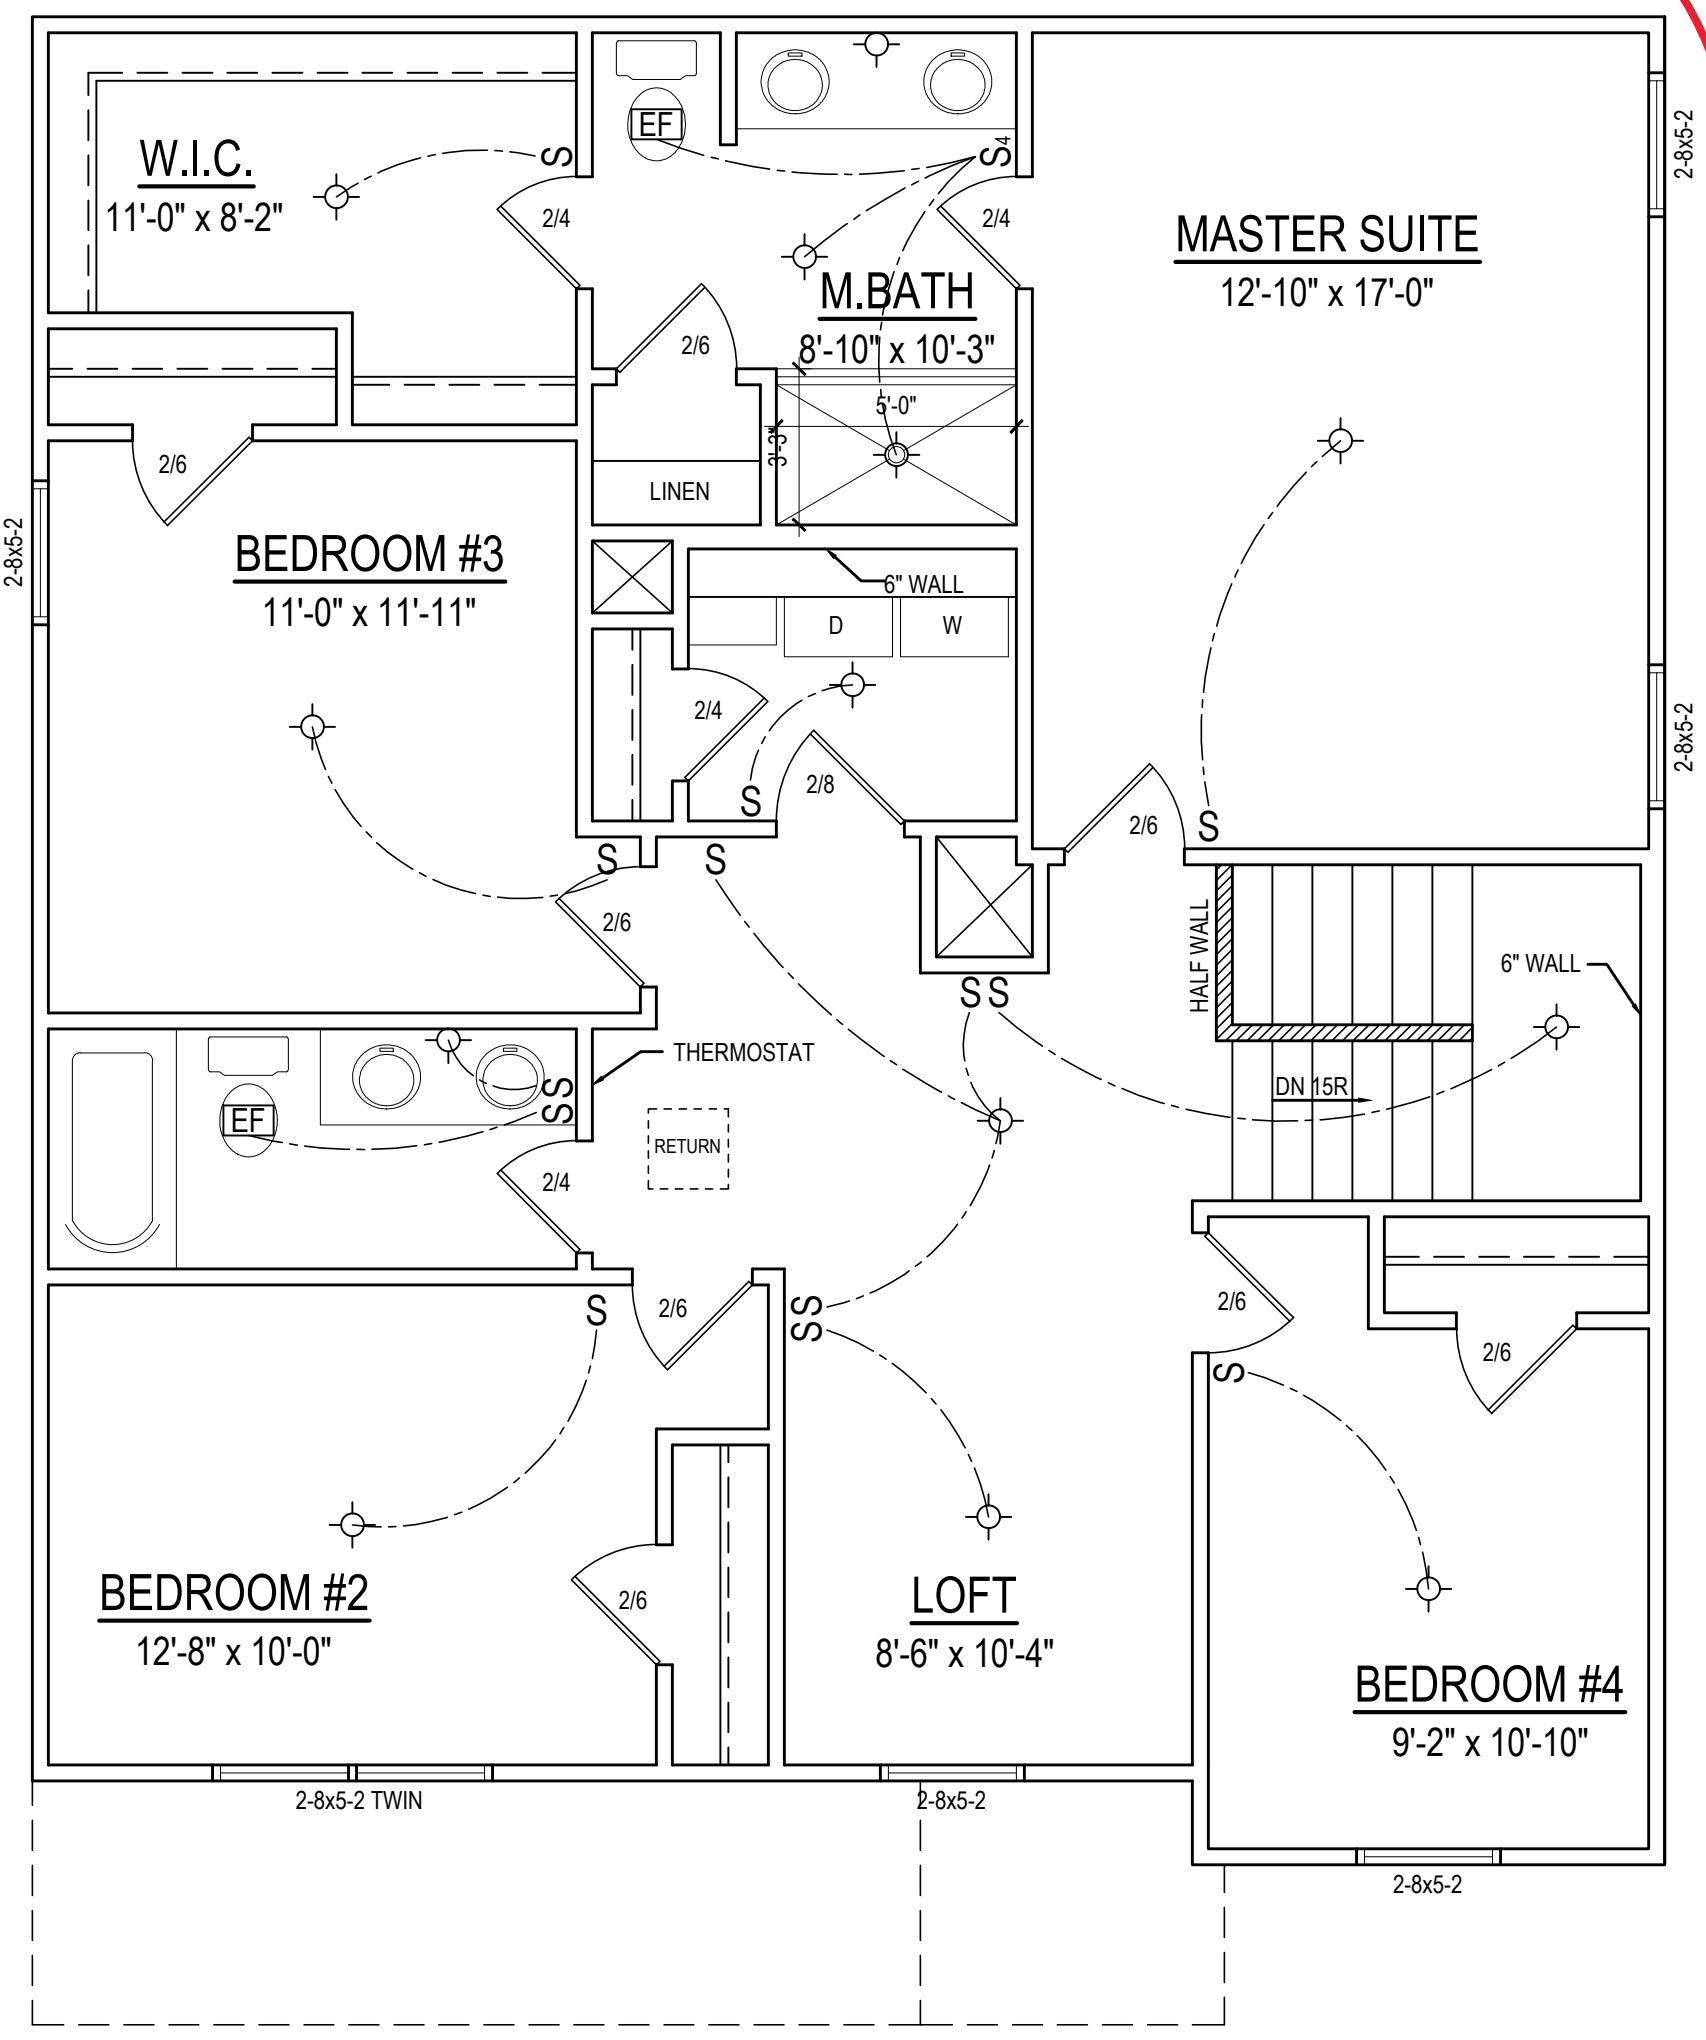 EF
S4
S
W.I.C.
11'-0" x 8'-2"
2/4
2/4
2-8x5-2
MASTER SUITE
12'-10" x 17'-0"
M.BATH
8'-10" x 10'-3"
2/6
5'-0"
3'-3"
2/6
LINEN
2-8x5-2
BEDROOM #3
11'-0" x 11'-11"
6" WALL
D
W
2/4
2-8x5-2
2/8
S
2/6
S
S
S
2/6
HALF WALL
6" WALL
S S
THERMOSTAT
S
S
EF
DN 15R
RETURN
2/4
S
2/6
S
S
2/6
2/6
S
BEDROOM #2
12'-8" x 10'-0"
2/6
LOFT
8'-6" x 10'-4"
BEDROOM #4
9'-2" x 10'-10"
2-8x5-2 TWIN
2-8x5-2
2-8x5-2